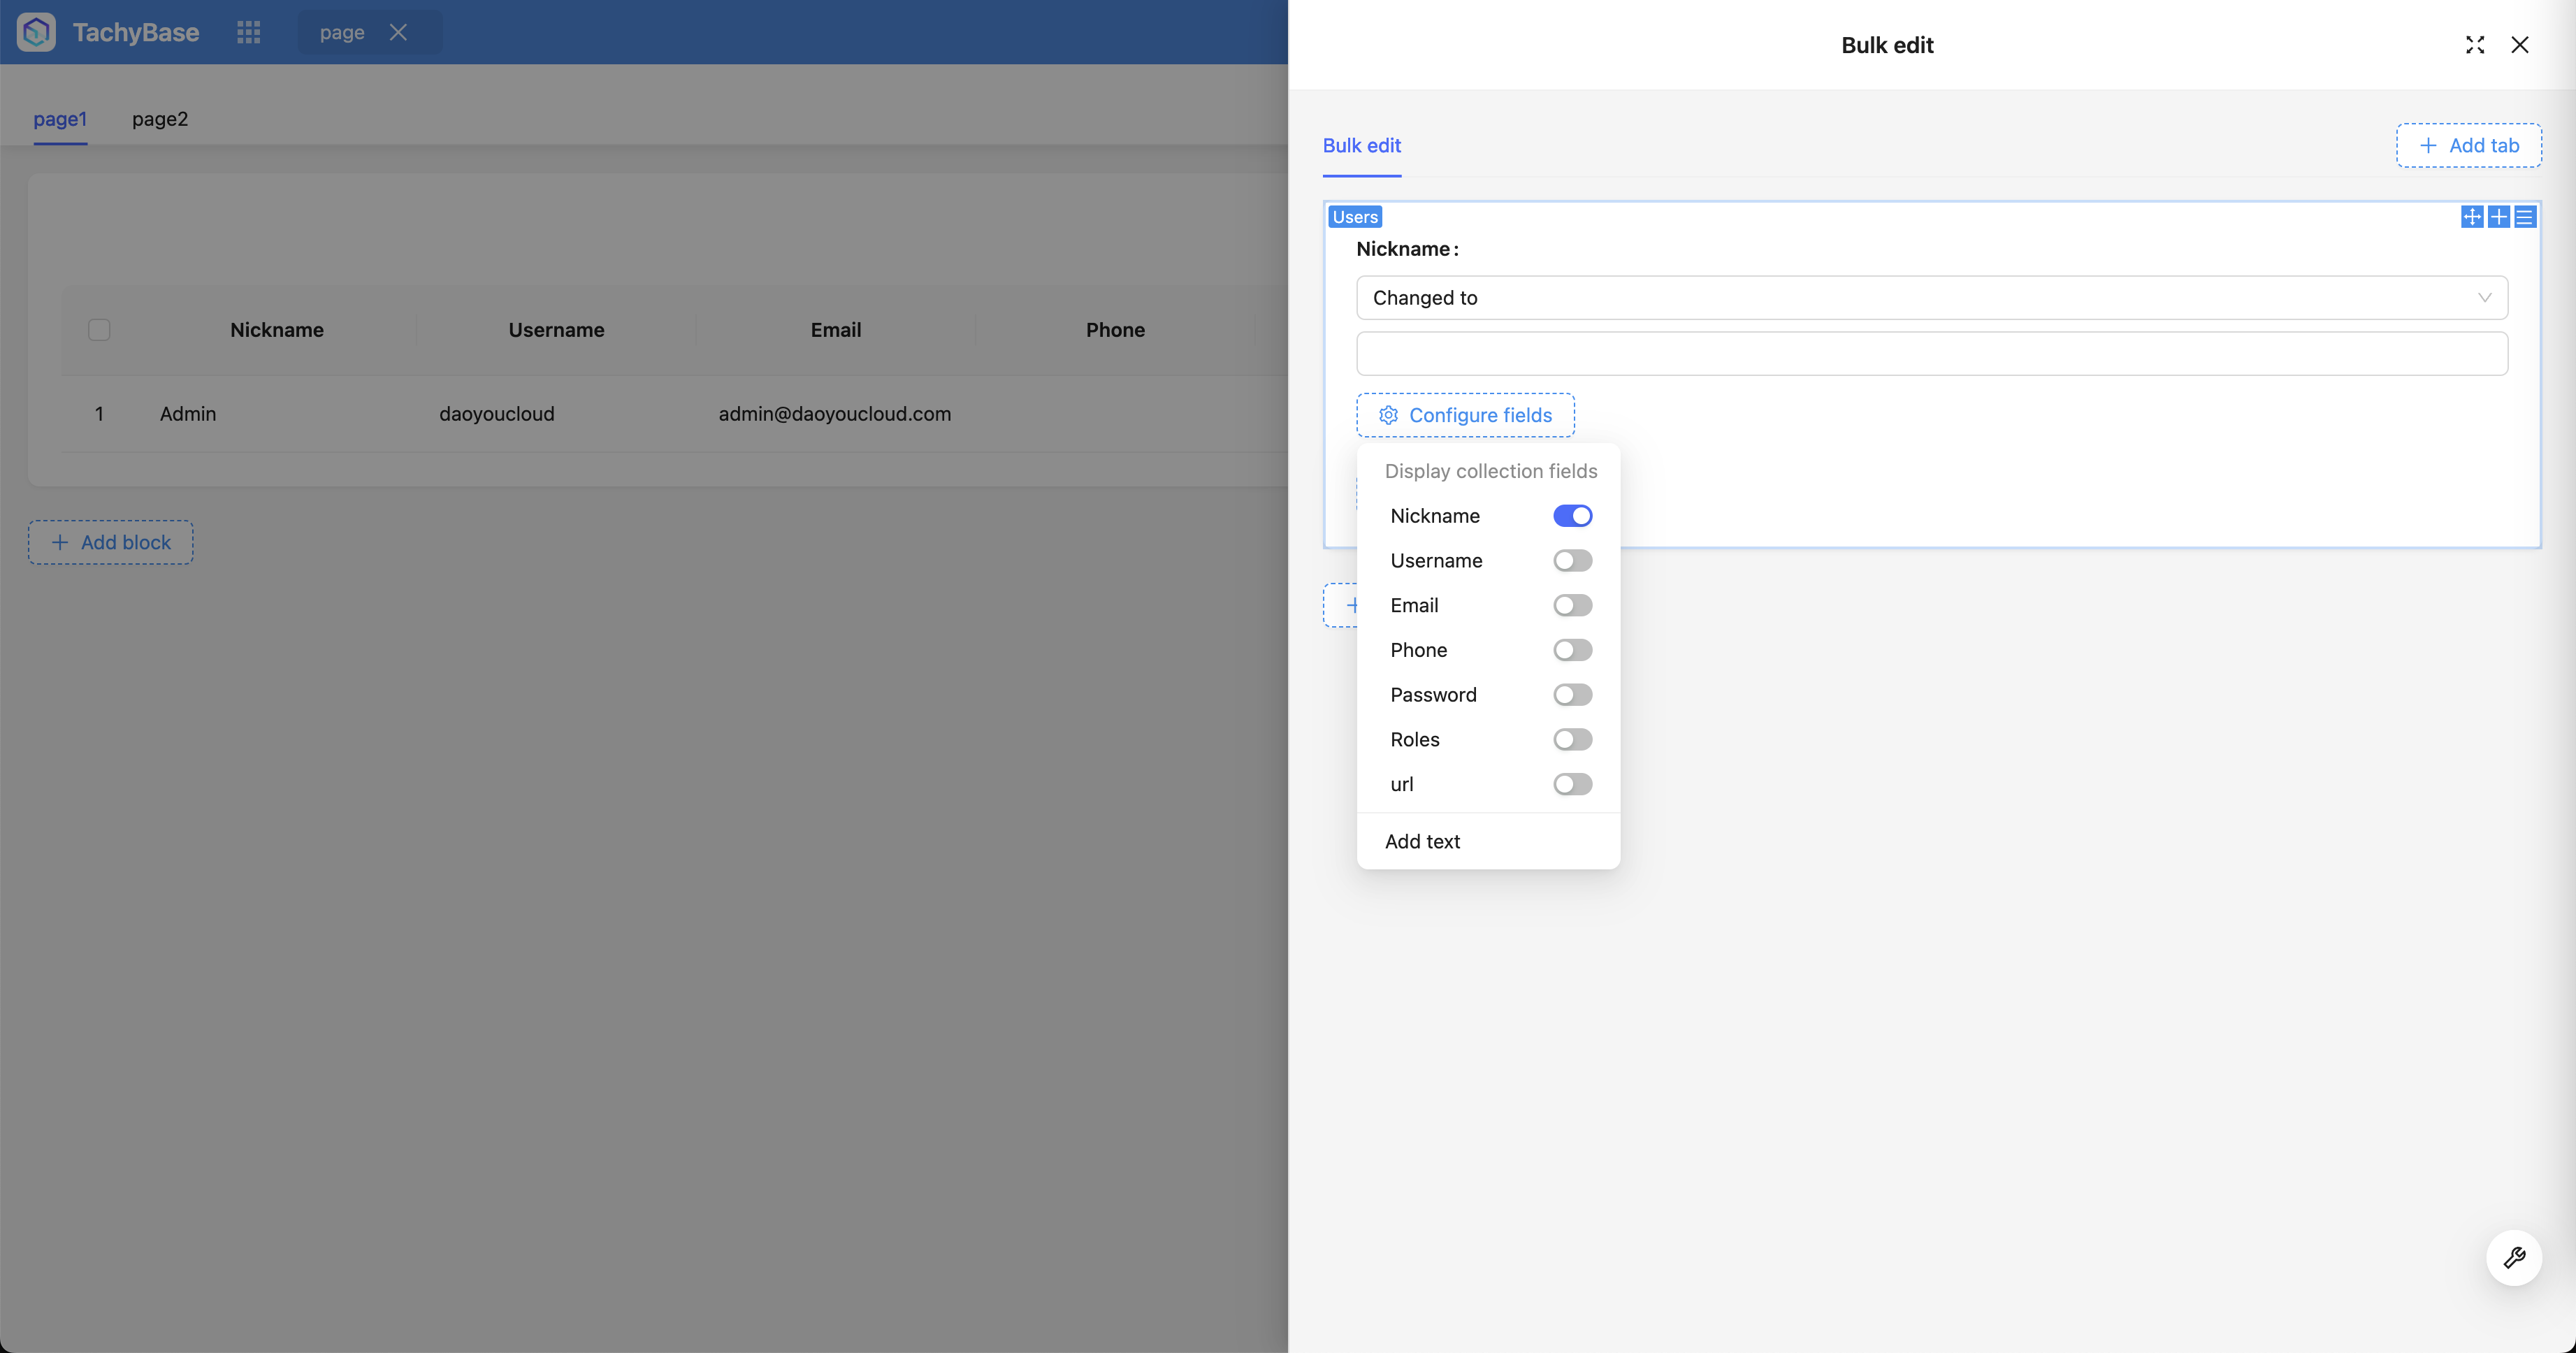 TachyBase
page
page1
page2
Nickname
Username
Email
Phone
1
Admin
daoyoucloud
admin@daoyoucloud.com
Add block
Bulk edit
Bulk edit
Add tab
Users
Nickname:
Changed to
Configure fields
Display collection fields
Nickname
Username
Email
Phone
Password
Roles
url
Add text